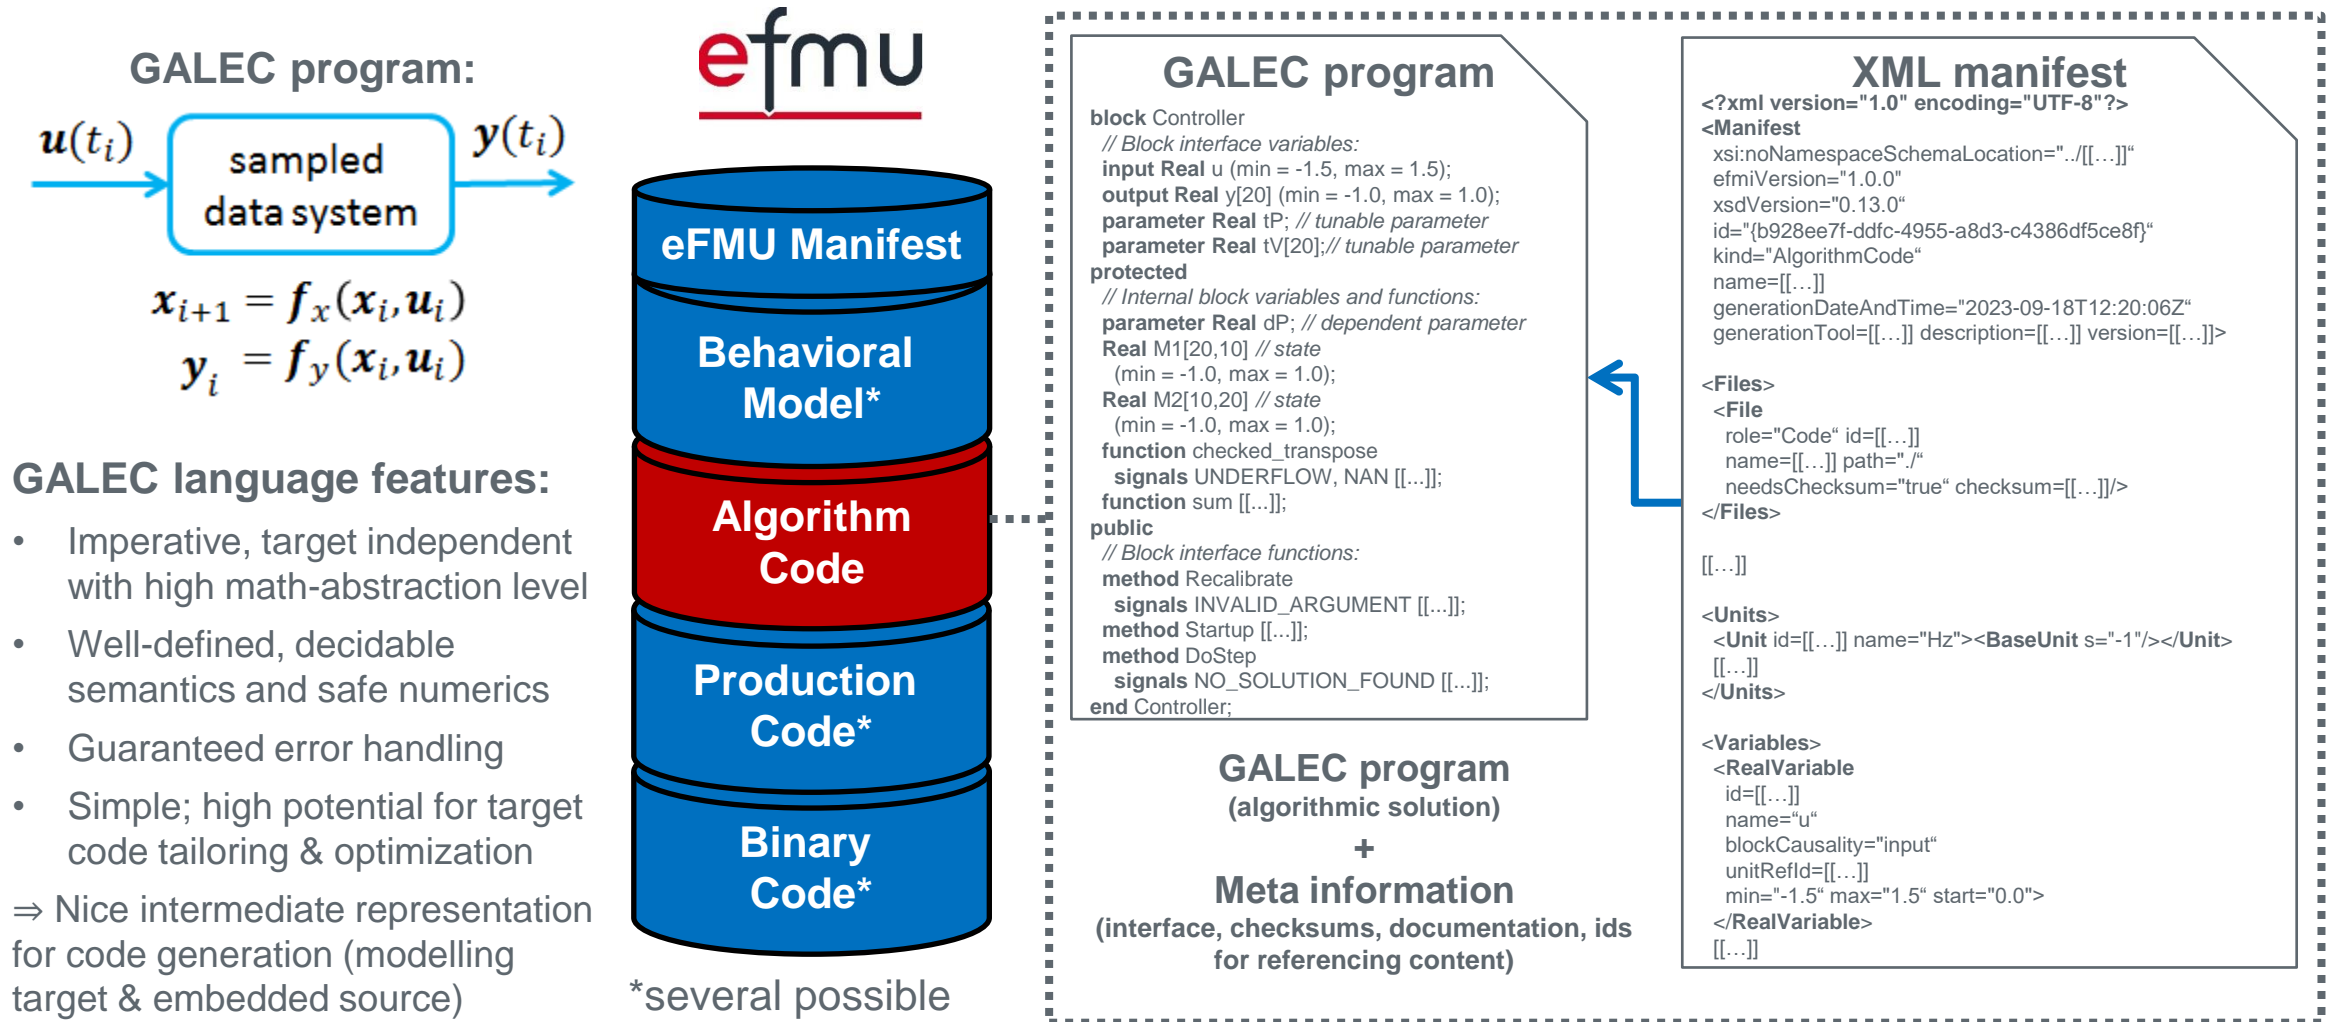 GALEC program:
u(t_i)
sampled
data system
y(t_i)
x_{i+1} = f_x(x_i, u_i)
y_i = f_y(x_i, u_i)
GALEC language features:
• Imperative, target independent
with high math-abstraction level
• Well-defined, decidable
semantics and safe numerics
• Guaranteed error handling
• Simple; high potential for target
code tailoring & optimization
⇒ Nice intermediate representation
for code generation (modelling
target & embedded source)
efmu
eFMU Manifest
Behavioral
Model*
Algorithm
Code
Production
Code*
Binary
Code*
*several possible
GALEC program
block Controller
// Block interface variables:
input Real u (min = -1.5, max = 1.5);
output Real y[20] (min = -1.0, max = 1.0);
parameter Real tP; // tunable parameter
parameter Real tV[20];// tunable parameter
protected
// Internal block variables and functions:
parameter Real dP; // dependent parameter
Real M1[20,10] // state
(min = -1.0, max = 1.0);
Real M2[10,20] // state
(min = -1.0, max = 1.0);
function checked_transpose
signals UNDERFLOW, NAN [[...]];
function sum [[...]];
public
// Block interface functions:
method Recalibrate
signals INVALID_ARGUMENT [[...]];
method Startup [[...]];
method DoStep
signals NO_SOLUTION_FOUND [[...]];
end Controller;
GALEC program
(algorithmic solution)
+
Meta information
(interface, checksums, documentation, ids
for referencing content)
XML manifest
<?xml version="1.0" encoding="UTF-8"?>
<Manifest
xsi:noNamespaceSchemaLocation="../[[…]]“
efmiVersion="1.0.0"
xsdVersion="0.13.0“
id="{b928ee7f-ddfc-4955-a8d3-c4386df5ce8f}“
kind="AlgorithmCode“
name=[[…]]
generationDateAndTime="2023-09-18T12:20:06Z“
generationTool=[[…]] description=[[…]] version=[[…]]>
<Files>
<File
role="Code“ id=[[…]]
name=[[…]] path="./“
needsChecksum="true“ checksum=[[…]]/>
</Files>
[[…]]
<Units>
<Unit id=[[…]] name="Hz"><BaseUnit s="-1"/></Unit>
[[…]]
</Units>
<Variables>
<RealVariable
id=[[…]]
name=“u“
blockCausality="input“
unitRefId=[[…]]
min="-1.5“ max="1.5“ start="0.0">
</RealVariable>
[[…]]